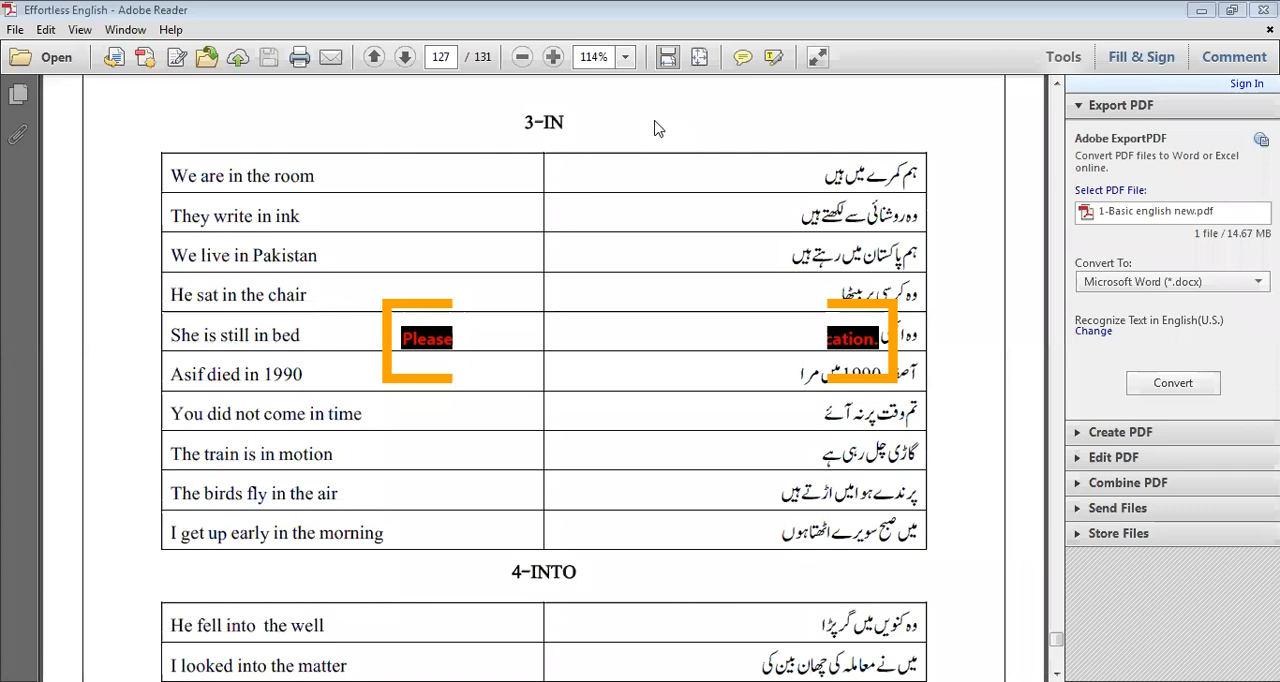 Effortless English - Adobe Reader
File Edit View Window Help
Open 127 / 131 114% Tools Fill & Sign Comment
Sign In
3-IN
We are in the room ہم کمرے میں ہیں
They write in ink وہ روشنائی سے لکھتے ہیں
We live in Pakistan ہم پاکستان میں رہتے ہیں
He sat in the chair وہ کرسی پر بیٹھا
She is still in bed Please cation. وہ
Asif died in 1990 1990 میں مرا
You did not come in time تم وقت پر نہ آئے
The train is in motion گاڑی چل رہی ہے
The birds fly in the air پرندے ہوا میں اڑتے ہیں
I get up early in the morning میں صبح سویرے اٹھتا ہوں
4-INTO
He fell into the well وہ کنویں میں گر پڑا
I looked into the matter میں نے معاملہ کی چھان بین کی
Export PDF
Adobe ExportPDF
Convert PDF files to Word or Excel
online.
Select PDF File:
1-Basic english new.pdf
1 file / 14.67 MB
Convert To:
Microsoft Word (*.docx)
Recognize Text in English(U.S.)
Change
Convert
Create PDF
Edit PDF
Combine PDF
Send Files
Store Files